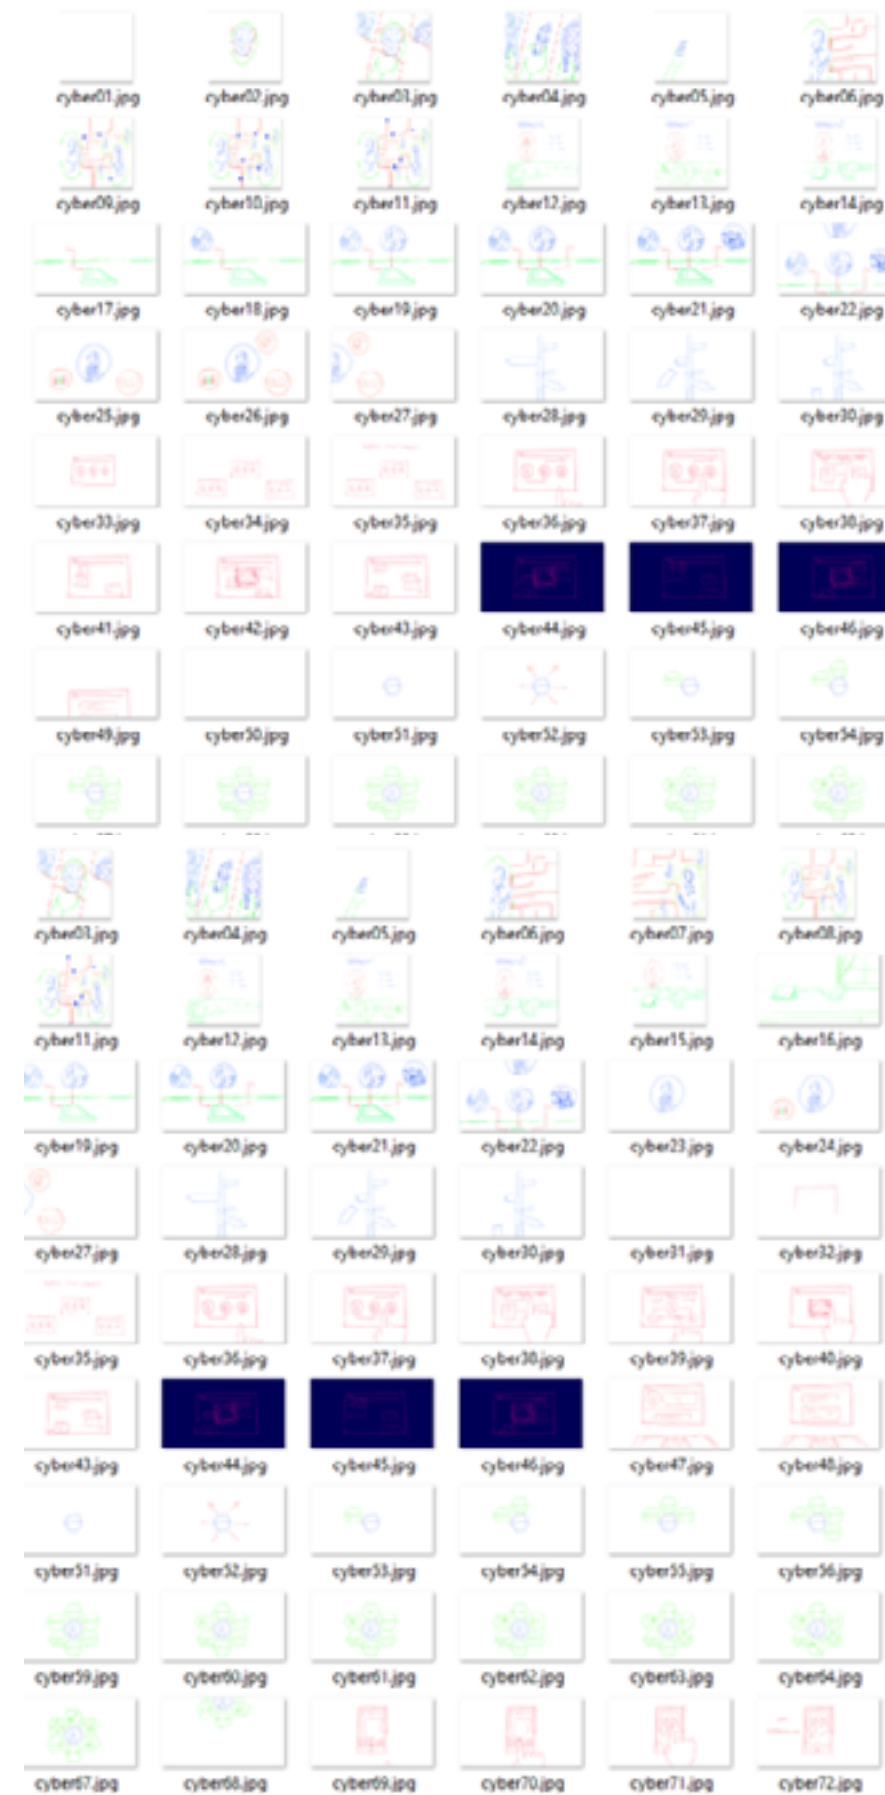 cyber01.jpg cyber02.jpg cyber03.jpg cyber04.jpg cyber05.jpg cyber06.jpg
cyber09.jpg cyber10.jpg cyber11.jpg cyber12.jpg cyber13.jpg cyber14.jpg
cyber17.jpg cyber18.jpg cyber19.jpg cyber20.jpg cyber21.jpg cyber22.jpg
cyber25.jpg cyber26.jpg cyber27.jpg cyber28.jpg cyber29.jpg cyber30.jpg
cyber33.jpg cyber34.jpg cyber35.jpg cyber36.jpg cyber37.jpg cyber38.jpg
cyber41.jpg cyber42.jpg cyber43.jpg cyber44.jpg cyber45.jpg cyber46.jpg
cyber49.jpg cyber50.jpg cyber51.jpg cyber52.jpg cyber53.jpg cyber54.jpg
cyber03.jpg cyber04.jpg cyber05.jpg cyber06.jpg cyber07.jpg cyber08.jpg
cyber11.jpg cyber12.jpg cyber13.jpg cyber14.jpg cyber15.jpg cyber16.jpg
cyber19.jpg cyber20.jpg cyber21.jpg cyber22.jpg cyber23.jpg cyber24.jpg
cyber27.jpg cyber28.jpg cyber29.jpg cyber30.jpg cyber31.jpg cyber32.jpg
cyber35.jpg cyber36.jpg cyber37.jpg cyber38.jpg cyber39.jpg cyber40.jpg
cyber43.jpg cyber44.jpg cyber45.jpg cyber46.jpg cyber47.jpg cyber48.jpg
cyber51.jpg cyber52.jpg cyber53.jpg cyber54.jpg cyber55.jpg cyber56.jpg
cyber59.jpg cyber60.jpg cyber61.jpg cyber62.jpg cyber63.jpg cyber64.jpg
cyber67.jpg cyber68.jpg cyber69.jpg cyber70.jpg cyber71.jpg cyber72.jpg